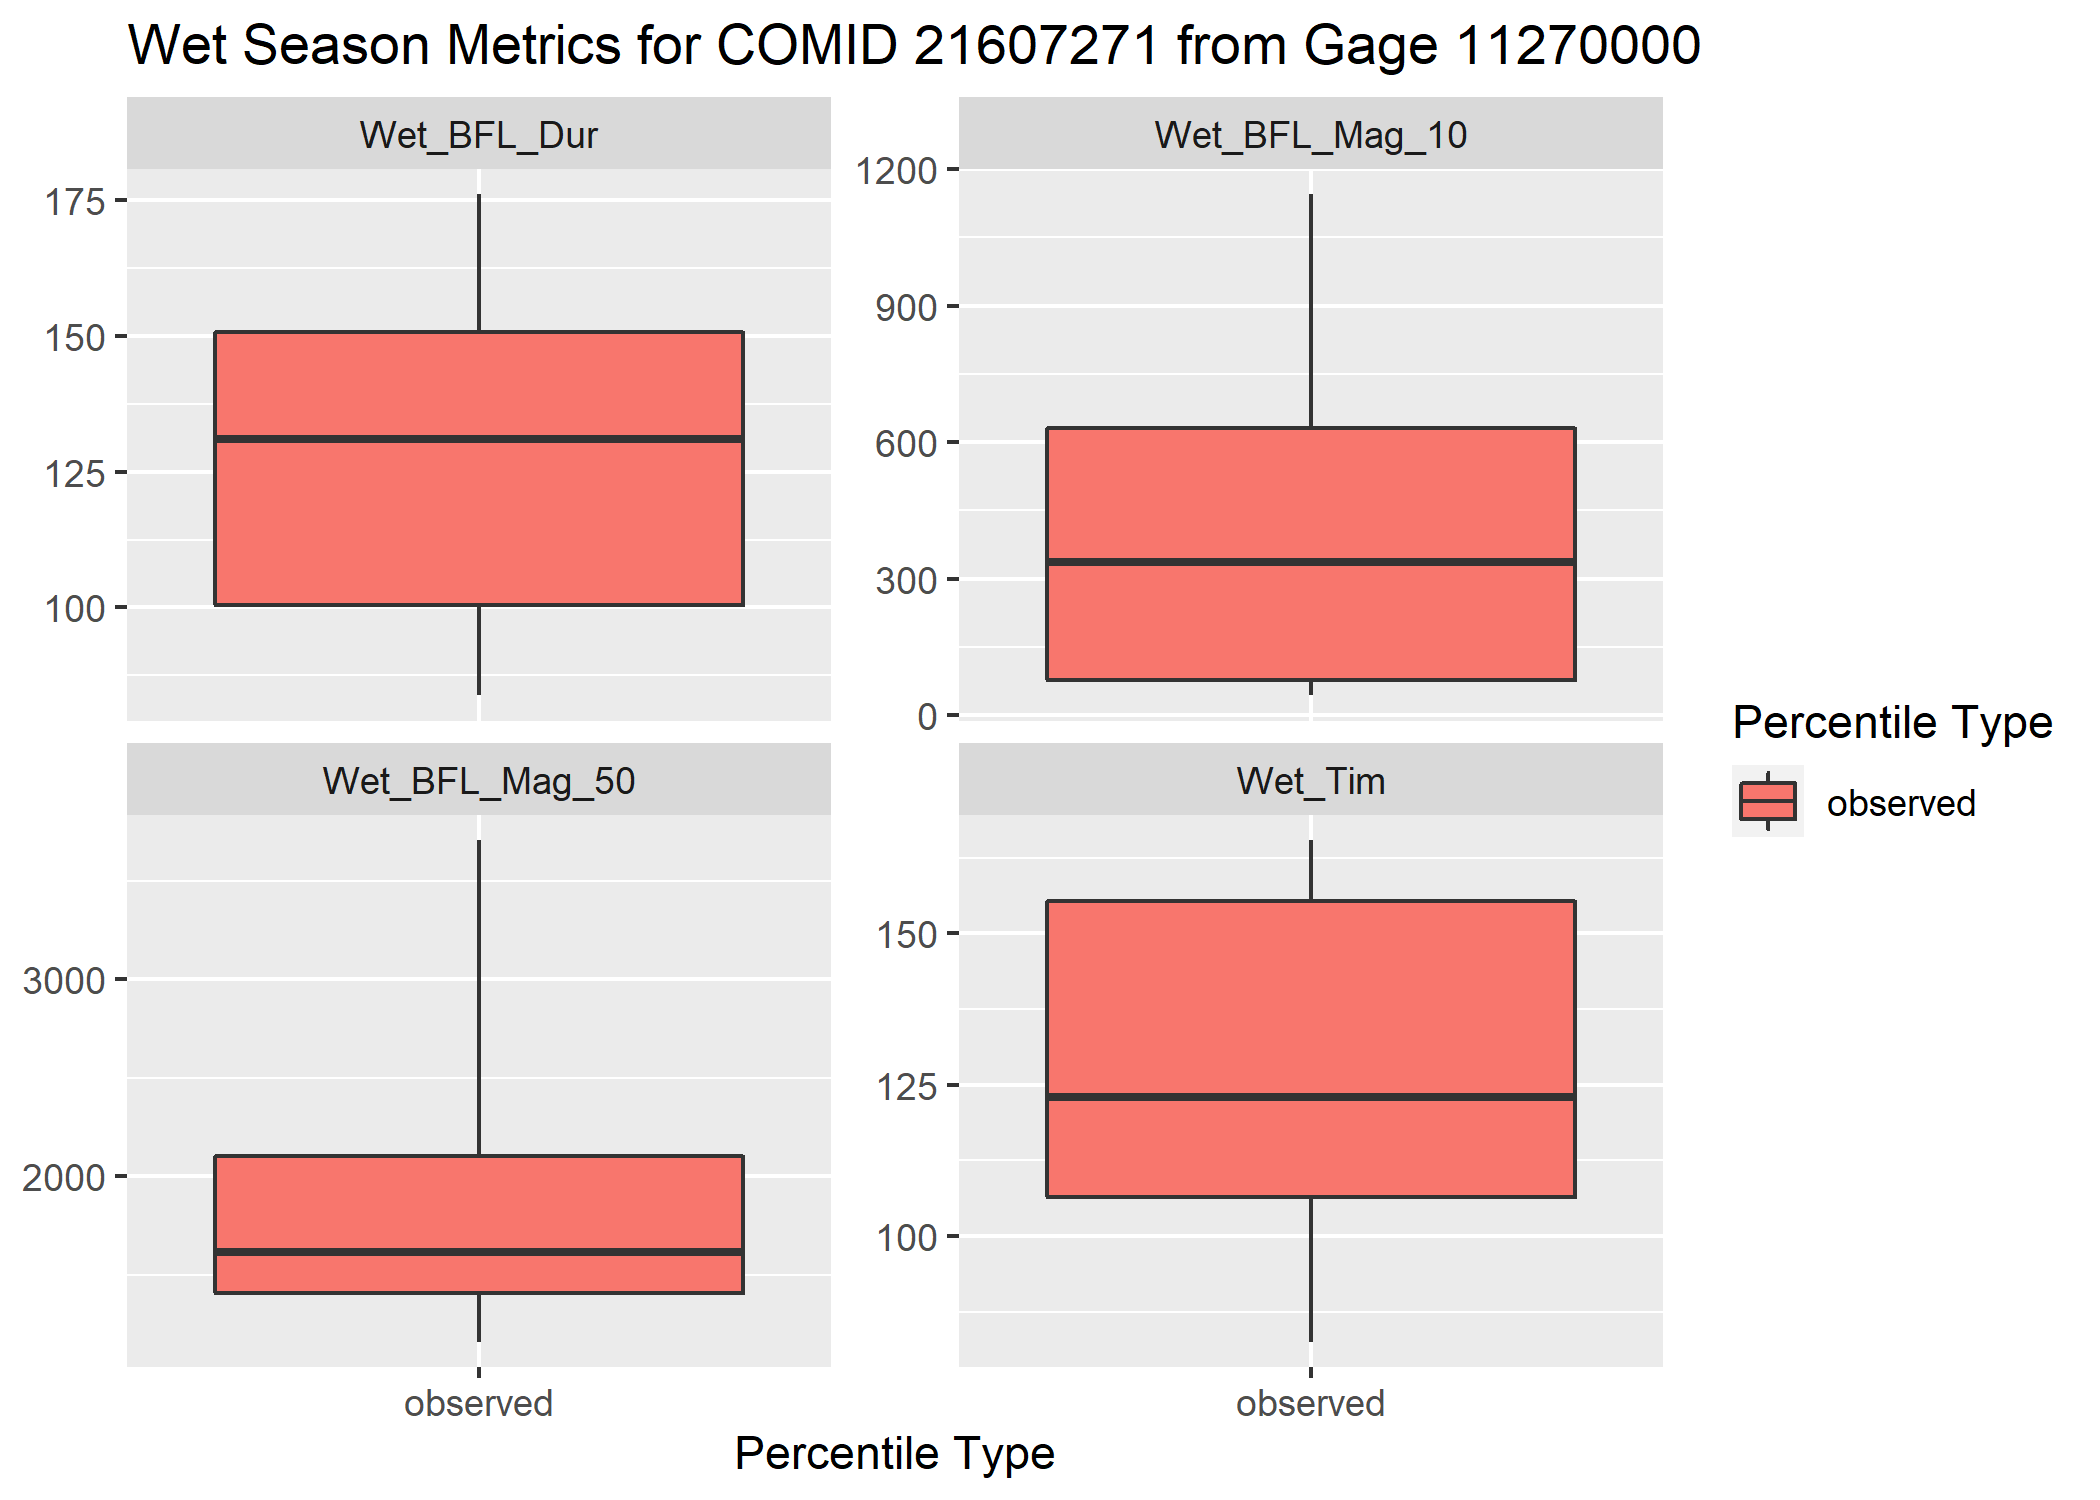 Wet Season Metrics for COMID 21607271 from Gage 11270000
Wet_BFL_Dur
175
150
125
100
Wet_BFL_Mag_10
1200
900
600
300
0
Wet_BFL_Mag_50
3000
2000
observed
Wet_Tim
150
125
100
observed
Percentile Type
Percentile Type
observed